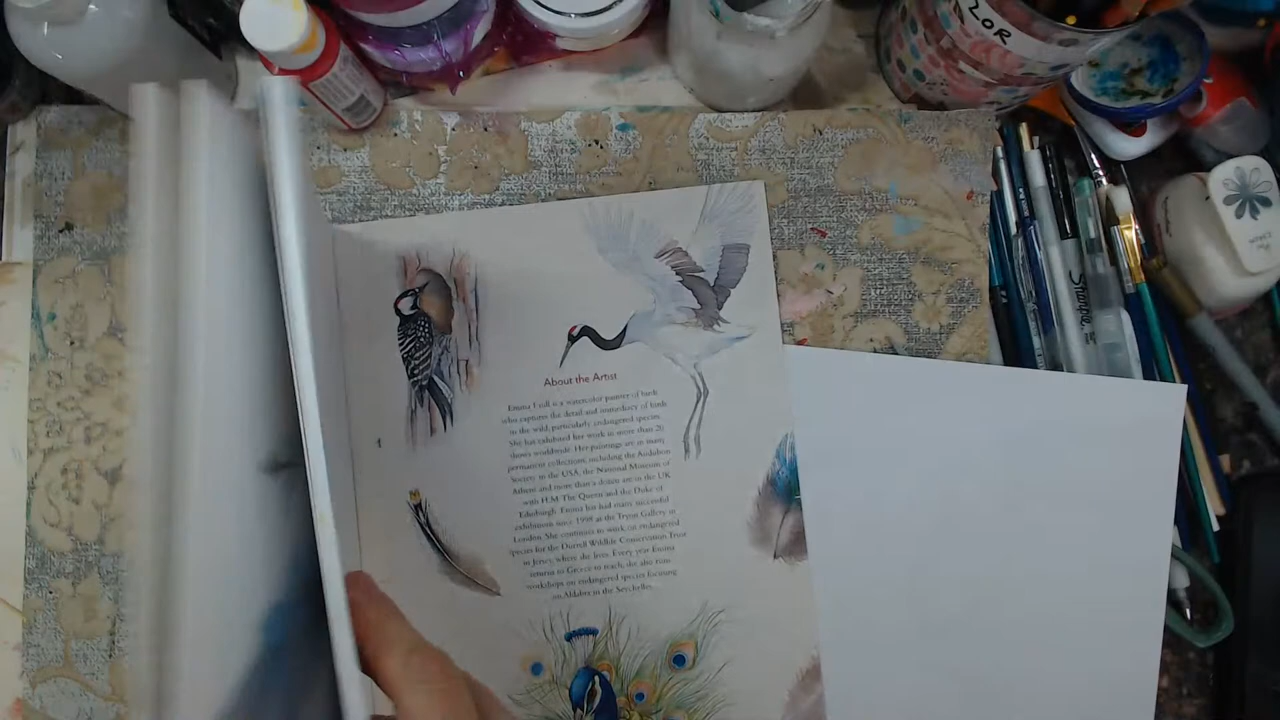 LOR
Sharpie
About the Artist
Emma Faull is a watercolor painter of birds
who captures the detail and immediacy of birds
in the wild, particularly endangered species.
She has exhibited her work in more than 20
shows worldwide. Her paintings are in many
permanent collections, including the Audubon
Society in the USA, the National Museum of
Athens and more than a dozen are in the UK
with H.M The Queen and the Duke of
Edinburgh. Emma has had many successful
exhibition since 1998 at the Tryon Gallery in
London. She continues to work on endangered
species for the Durrell Wildlife Conservation Trust
in Jersey, where she lives. Every year Emma
returns to Greece to teach, she also runs
workshops on endangered species focusing
on Aldabra in the Seychelles.